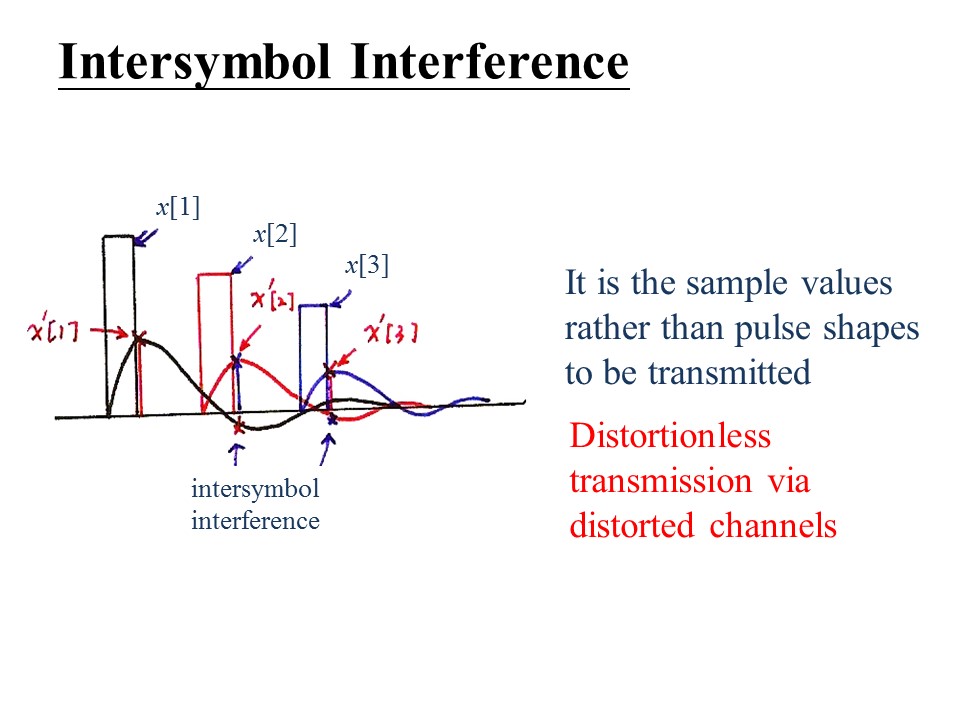 Intersymbol Interference
x[1]
x[2]
x[3]
x'[1]
x'[2]
x'[3]
intersymbol
interference
It is the sample values
rather than pulse shapes
to be transmitted
Distortionless
transmission via
distorted channels